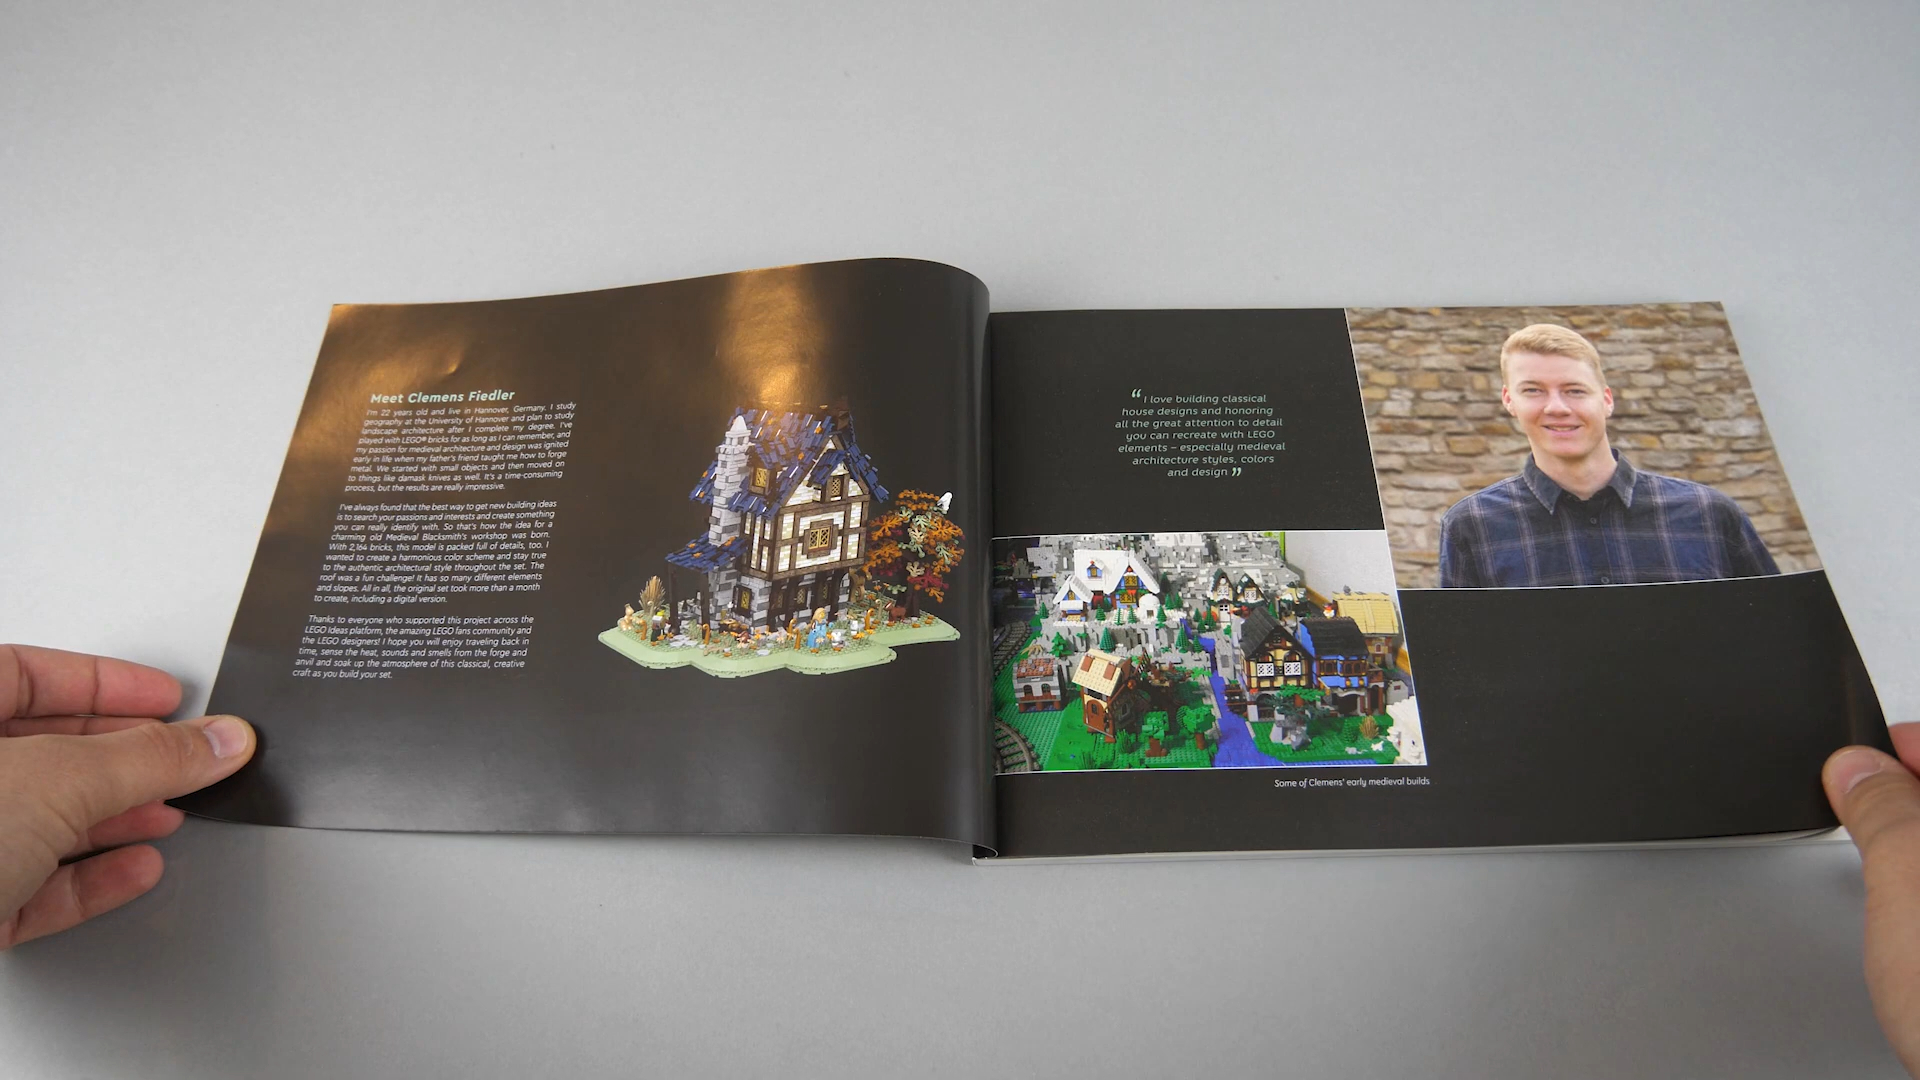 Meet Clemens Fiedler
I'm 22 years old and live in Hannover, Germany. I study
geography at the University of Hannover and plan to study
landscape architecture after I complete my degree. I've
played with LEGO® bricks for as long as I can remember, and
my passion for medieval architecture and design was ignited
early in life when my father's friend taught me how to forge
metal. We started with small objects and then moved on
to things like damask knives as well. It's a time-consuming
process, but the results are really impressive.
I've always found that the best way to get new building ideas
is to search your passions and interests and create something
you can really identify with. So that's how the idea for a
charming old Medieval Blacksmith's workshop was born.
With 2,164 bricks, this model is packed full of details, too. I
wanted to create a harmonious color scheme and stay true
to the authentic architectural style throughout the set. The
roof was a fun challenge! It has so many different elements
and slopes. All in all, the original set took more than a month
to create, including a digital version.
Thanks to everyone who supported this project across the
LEGO Ideas platform, the amazing LEGO fans community and
the LEGO designers! I hope you will enjoy traveling back in
time, sense the heat, sounds and smells from the forge and
anvil and soak up the atmosphere of this classical, creative
craft as you build your set.
“ I love building classical
house designs and honoring
all the great attention to detail
you can recreate with LEGO
elements – especially medieval
architecture styles, colors
and design ”
Some of Clemens' early medieval builds